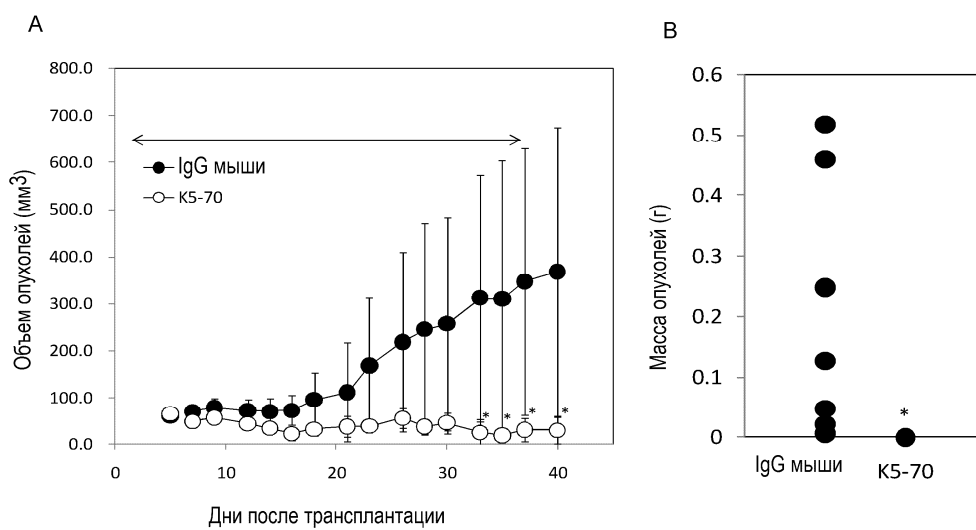 A
Объем опухолей (мм3)
800.0
700.0
600.0
500.0
400.0
300.0
200.0
100.0
0.0
IgG мыши
K5-70
* * * *
0 10 20 30 40
Дни после трансплантации
B
Масса опухолей (г)
0.6
0.5
0.4
0.3
0.2
0.1
0
*
IgG мыши K5-70